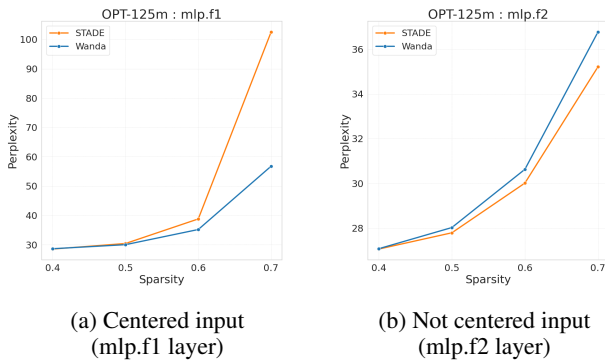 OPT-125m : mlp.f1
STADE
Wanda
100
90
80
70
60
50
40
30
Perplexity
0.4 0.5 0.6 0.7
Sparsity
(a) Centered input
(mlp.f1 layer)
OPT-125m : mlp.f2
STADE
Wanda
36
34
32
30
28
Perplexity
0.4 0.5 0.6 0.7
Sparsity
(b) Not centered input
(mlp.f2 layer)